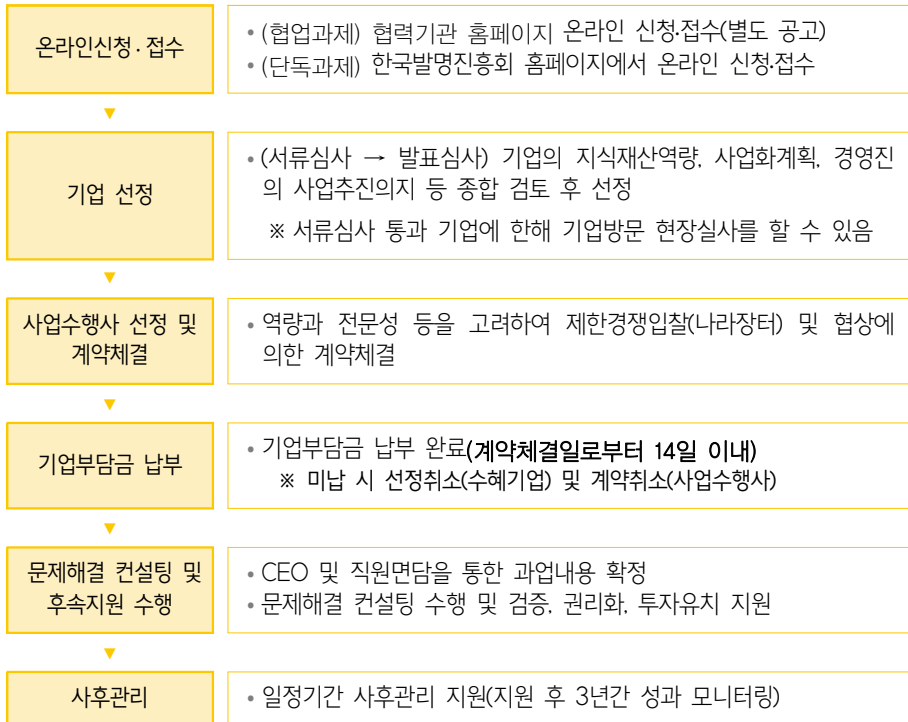 온라인신청·접수
• (협업과제) 협력기관 홈페이지 온라인 신청·접수(별도 공고)
• (단독과제) 한국발명진흥회 홈페이지에서 온라인 신청·접수
▼
기업 선정
• (서류심사 → 발표심사) 기업의 지식재산역량, 사업화계획, 경영진
의 사업추진의지 등 종합 검토 후 선정
※ 서류심사 통과 기업에 한해 기업방문 현장실사를 할 수 있음
▼
사업수행사 선정 및
계약체결
• 역량과 전문성 등을 고려하여 제한경쟁입찰(나라장터) 및 협상에
의한 계약체결
▼
기업부담금 납부
• 기업부담금 납부 완료(계약체결일로부터 14일 이내)
※ 미납 시 선정취소(수혜기업) 및 계약취소(사업수행사)
▼
문제해결 컨설팅 및
후속지원 수행
• CEO 및 직원면담을 통한 과업내용 확정
• 문제해결 컨설팅 수행 및 검증, 권리화, 투자유치 지원
▼
사후관리
• 일정기간 사후관리 지원(지원 후 3년간 성과 모니터링)